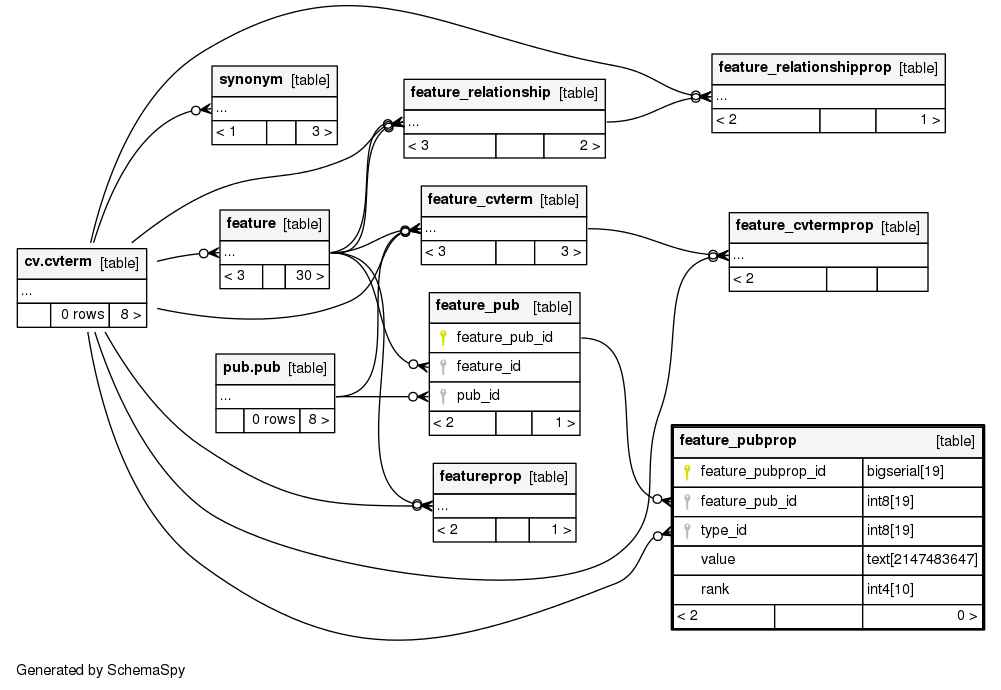 synonym [table]
...
< 1 3 >
feature_relationship [table]
...
< 3 2 >
feature_relationshipprop [table]
...
< 2 1 >
feature [table]
...
< 3 30 >
feature_cvterm [table]
...
< 3 3 >
feature_cvtermprop [table]
...
< 2
cv.cvterm [table]
...
0 rows 8 >
feature_pub [table]
feature_pub_id
feature_id
pub_id
< 2 1 >
pub.pub [table]
...
0 rows 8 >
featureprop [table]
...
< 2 1 >
feature_pubprop [table]
feature_pubprop_id bigserial[19]
feature_pub_id int8[19]
type_id int8[19]
value text[2147483647]
rank int4[10]
< 2 0 >
Generated by SchemaSpy